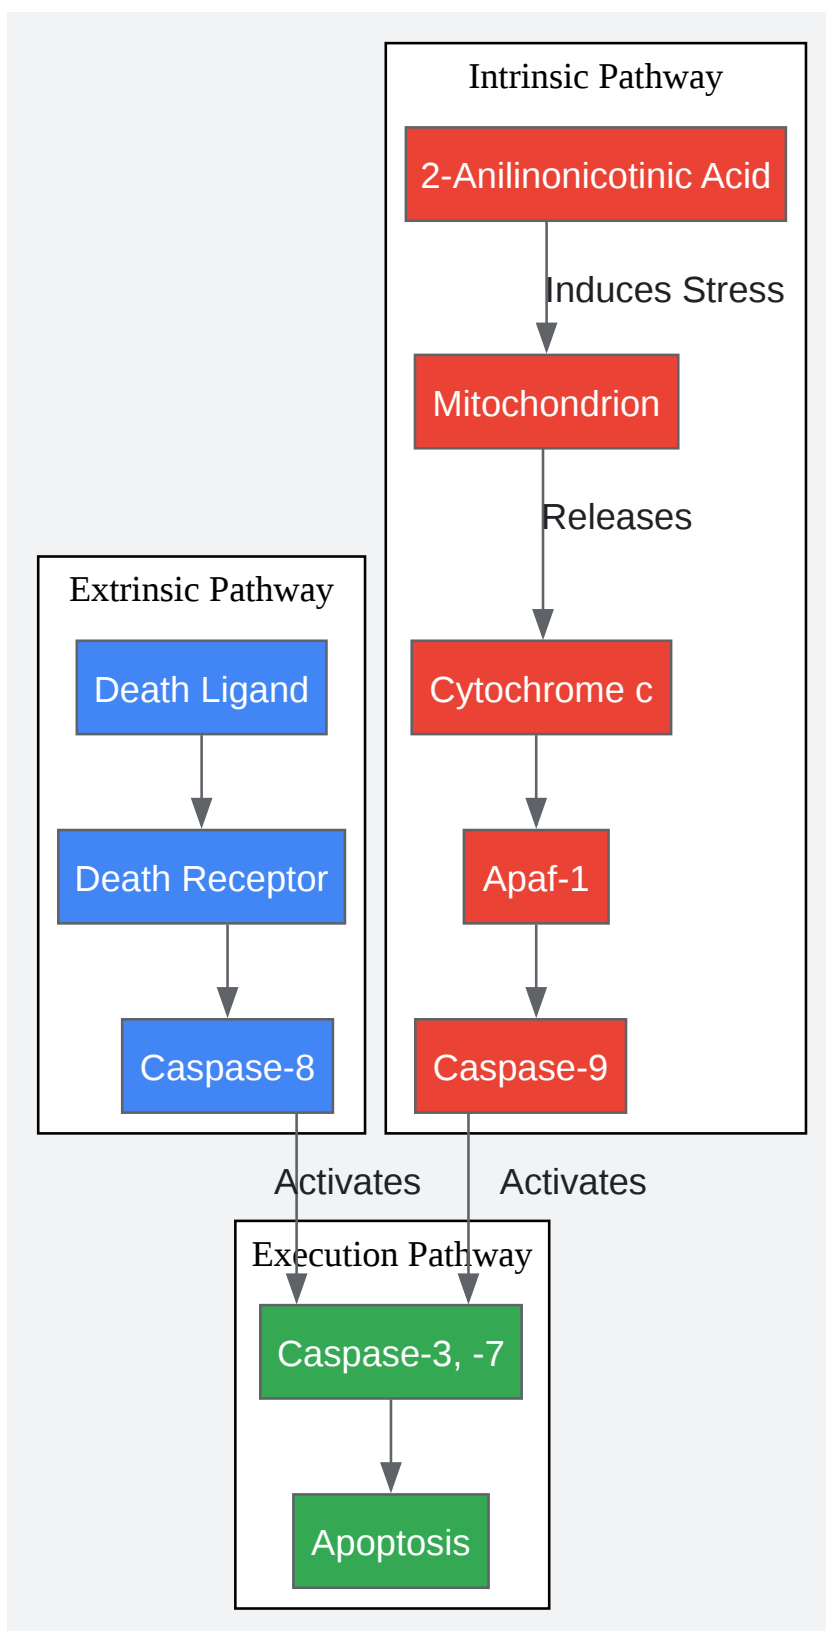 Intrinsic Pathway
2-Anilinonicotinic Acid
Induces Stress
Mitochondrion
Releases
Cytochrome c
Apaf-1
Caspase-9
Activates
Extrinsic Pathway
Death Ligand
Death Receptor
Caspase-8
Activates
Execution Pathway
Caspase-3, -7
Apoptosis